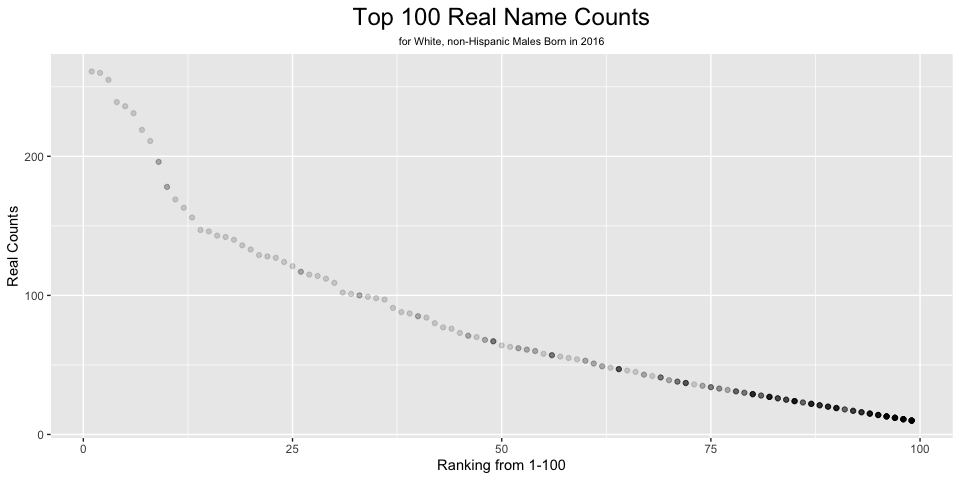 Top 100 Real Name Counts
for White, non-Hispanic Males Born in 2016
Real Counts
200
100
0
0 25 50 75 100
Ranking from 1-100